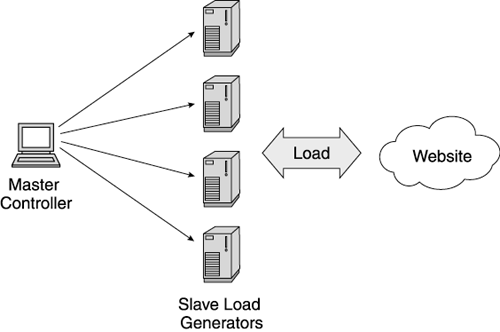 Master
Controller
Load
Website
Slave Load
Generators